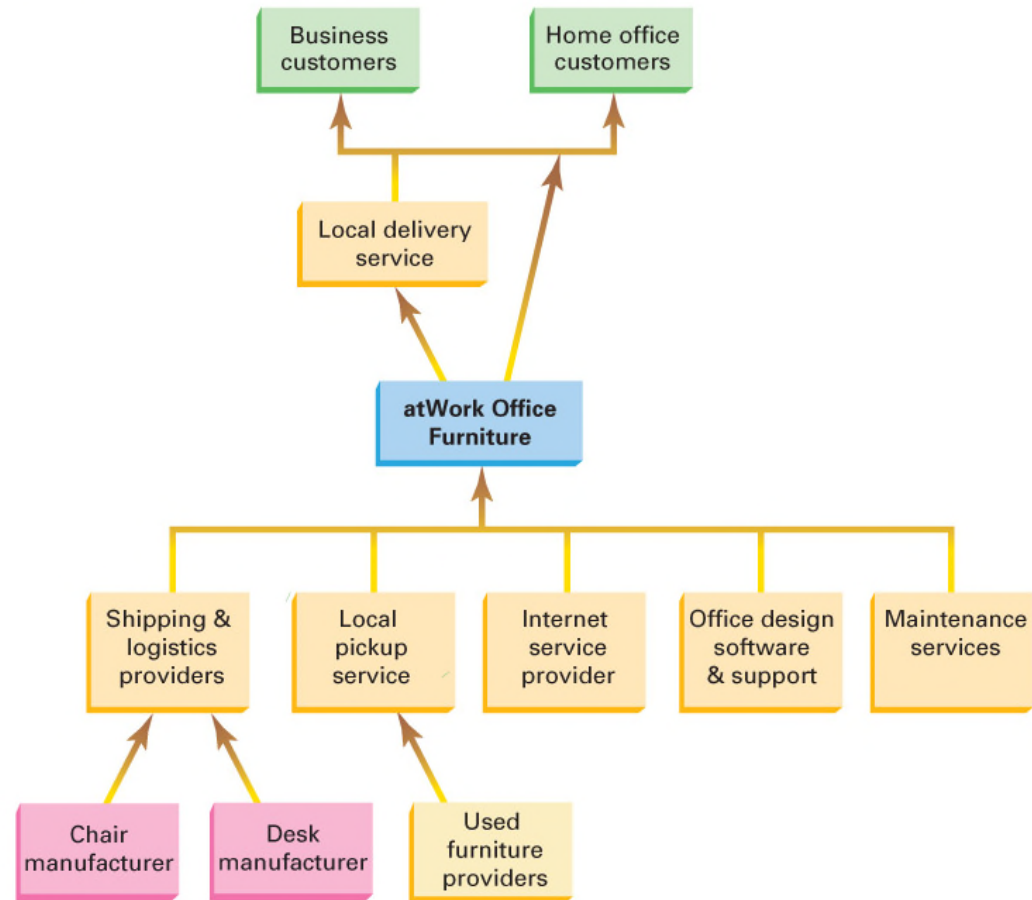 Business
customers
Home office
customers
Local delivery
service
atWork Office
Furniture
Shipping &
logistics
providers
Local
pickup
service
Internet
service
provider
Office design
software
& support
Maintenance
services
Chair
manufacturer
Desk
manufacturer
Used
furniture
providers